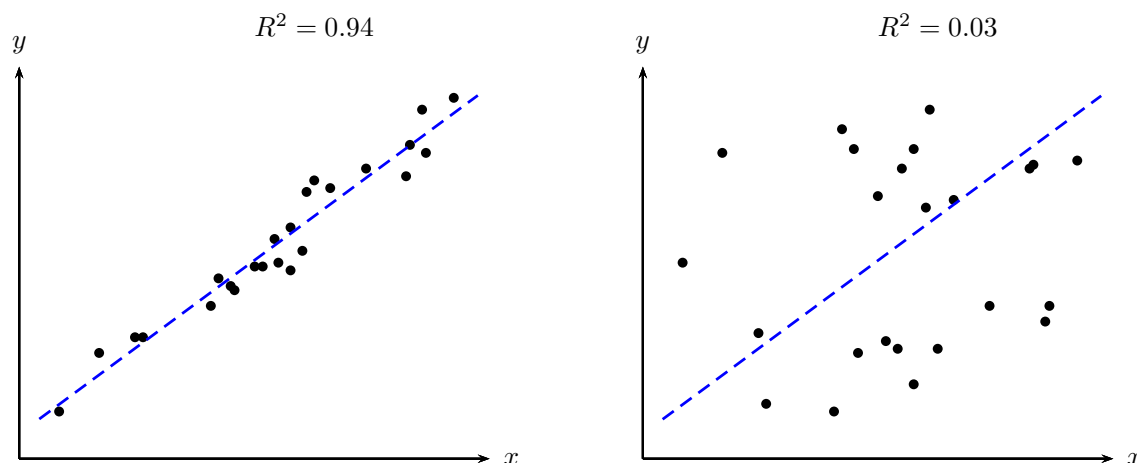 R² = 0.94
y
x
R² = 0.03
y
x